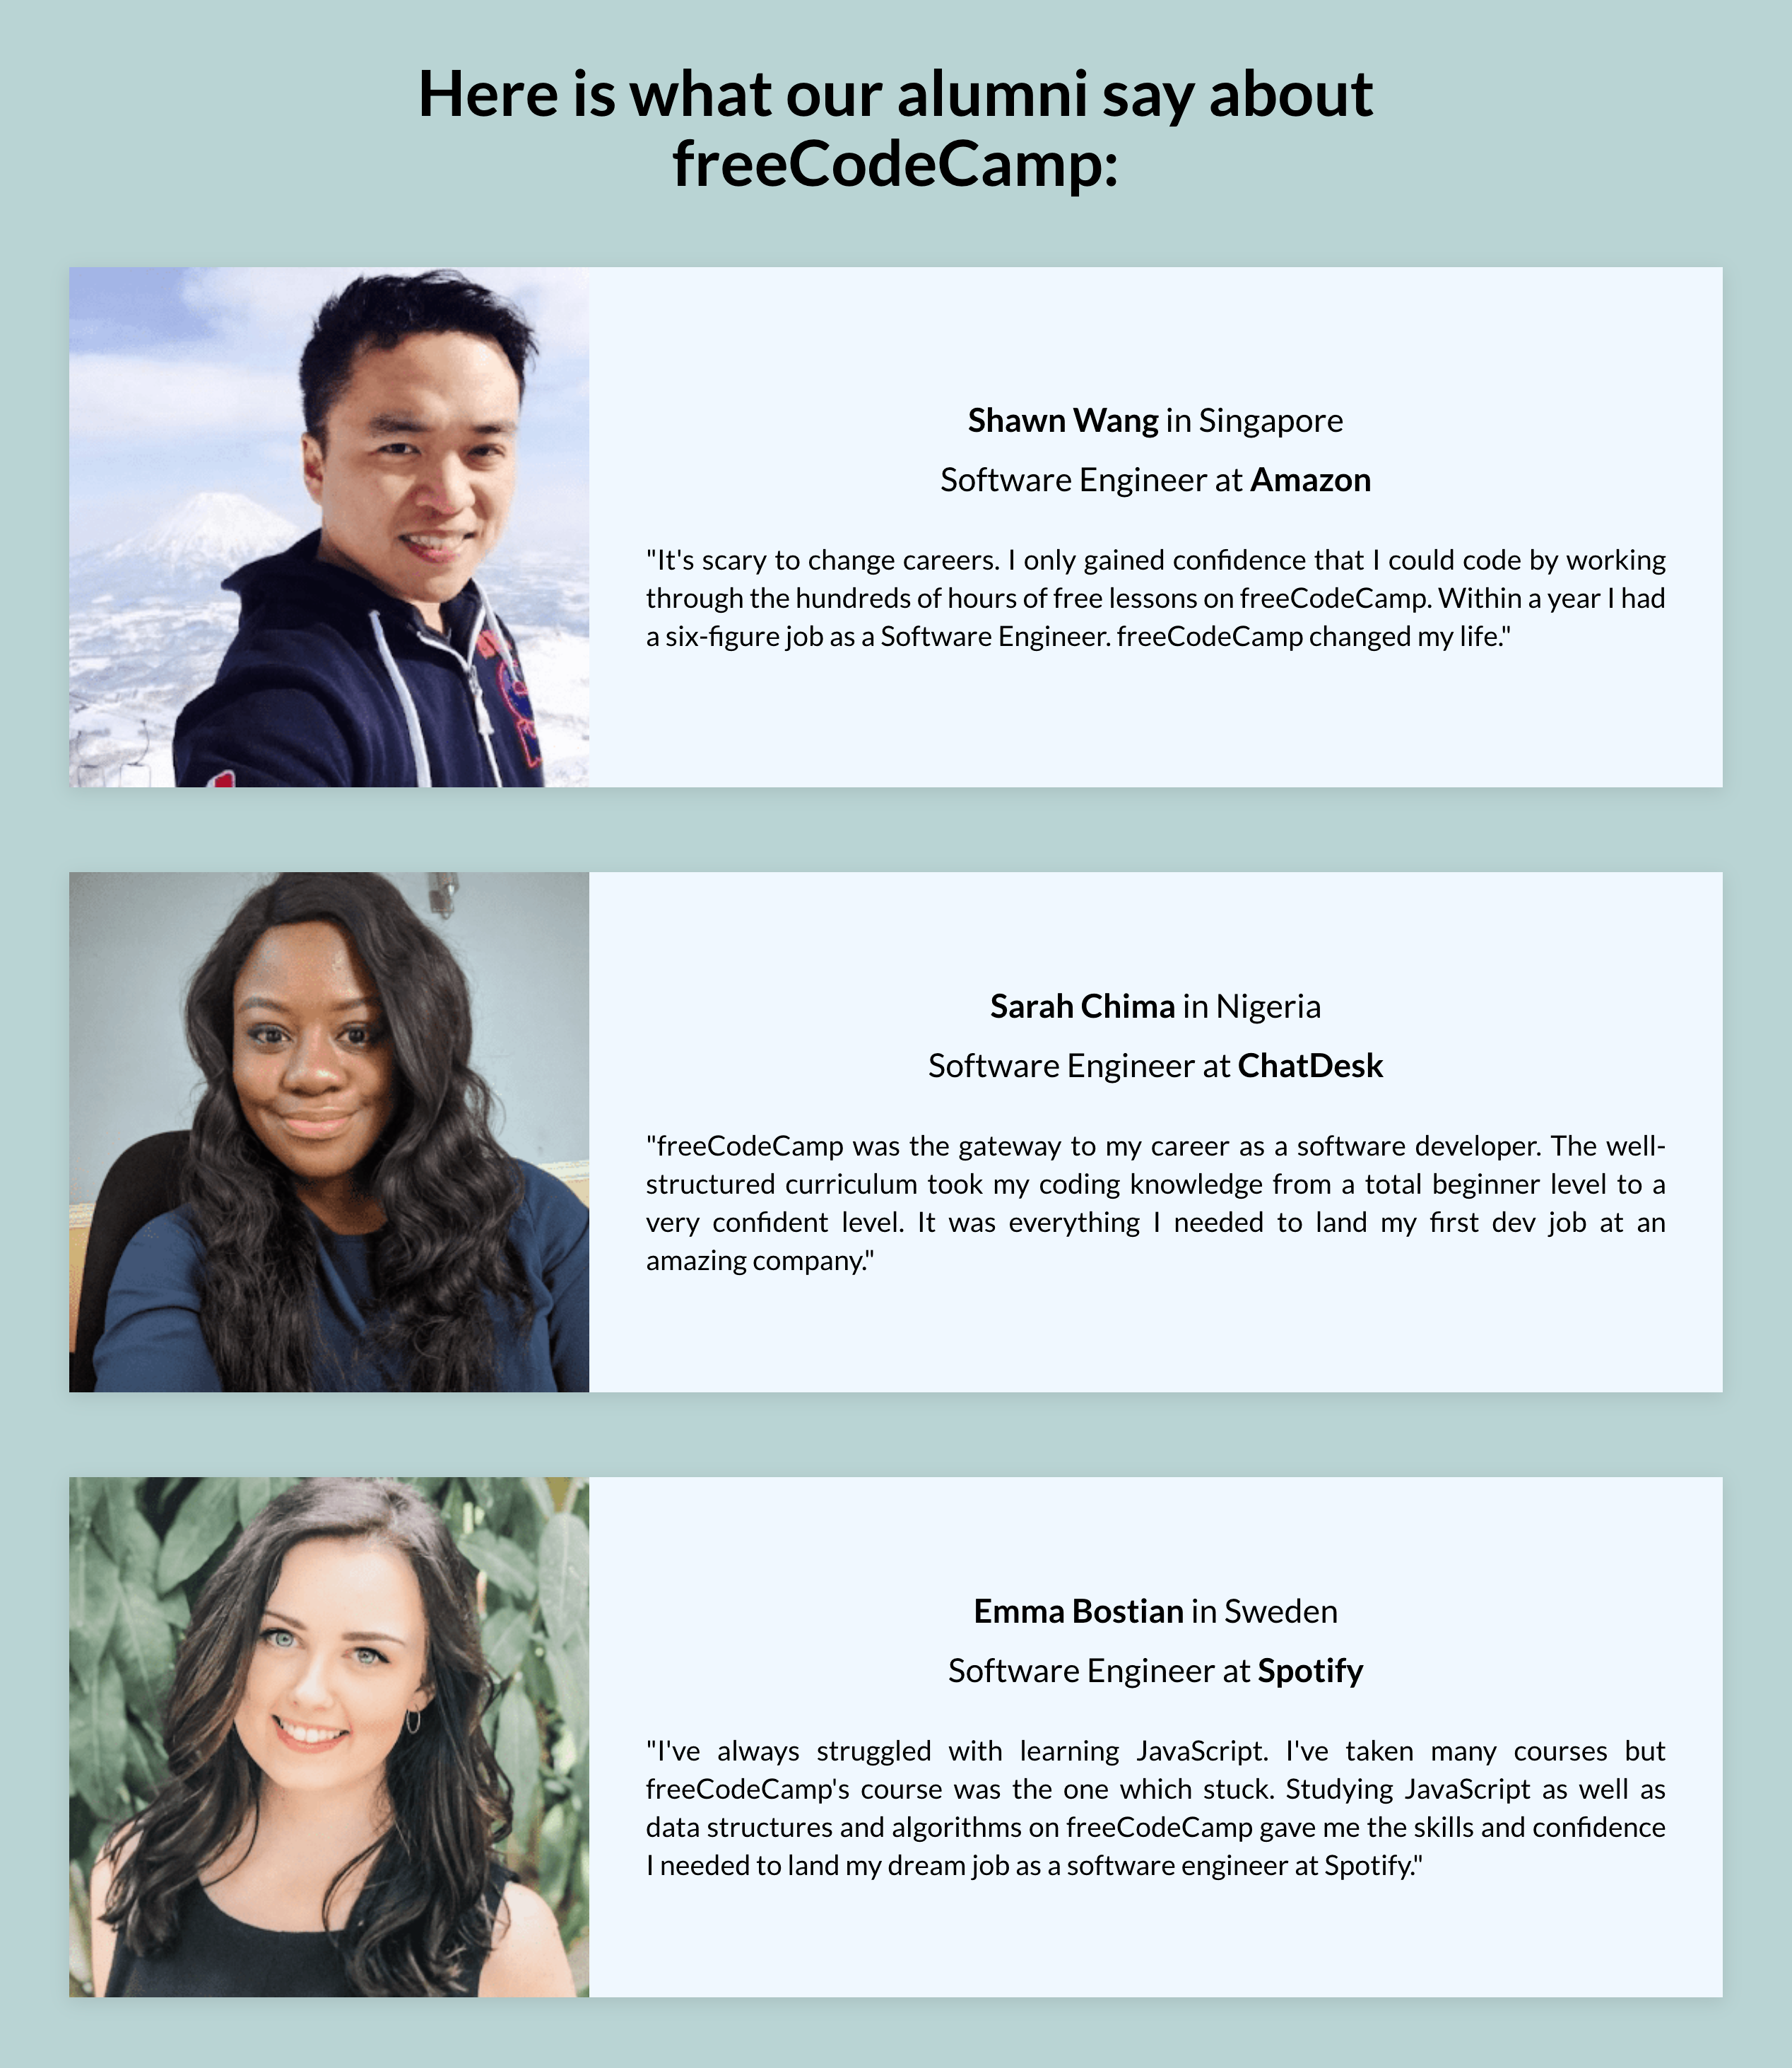 Here is what our alumni say about
freeCodeCamp:
Shawn Wang in Singapore
Software Engineer at Amazon
"It's scary to change careers. I only gained confidence that I could code by working
through the hundreds of hours of free lessons on freeCodeCamp. Within a year I had
a six-figure job as a Software Engineer. freeCodeCamp changed my life."
Sarah Chima in Nigeria
Software Engineer at ChatDesk
"freeCodeCamp was the gateway to my career as a software developer. The well-
structured curriculum took my coding knowledge from a total beginner level to a
very confident level. It was everything I needed to land my first dev job at an
amazing company."
Emma Bostian in Sweden
Software Engineer at Spotify
"I've always struggled with learning JavaScript. I've taken many courses but
freeCodeCamp's course was the one which stuck. Studying JavaScript as well as
data structures and algorithms on freeCodeCamp gave me the skills and confidence
I needed to land my dream job as a software engineer at Spotify."